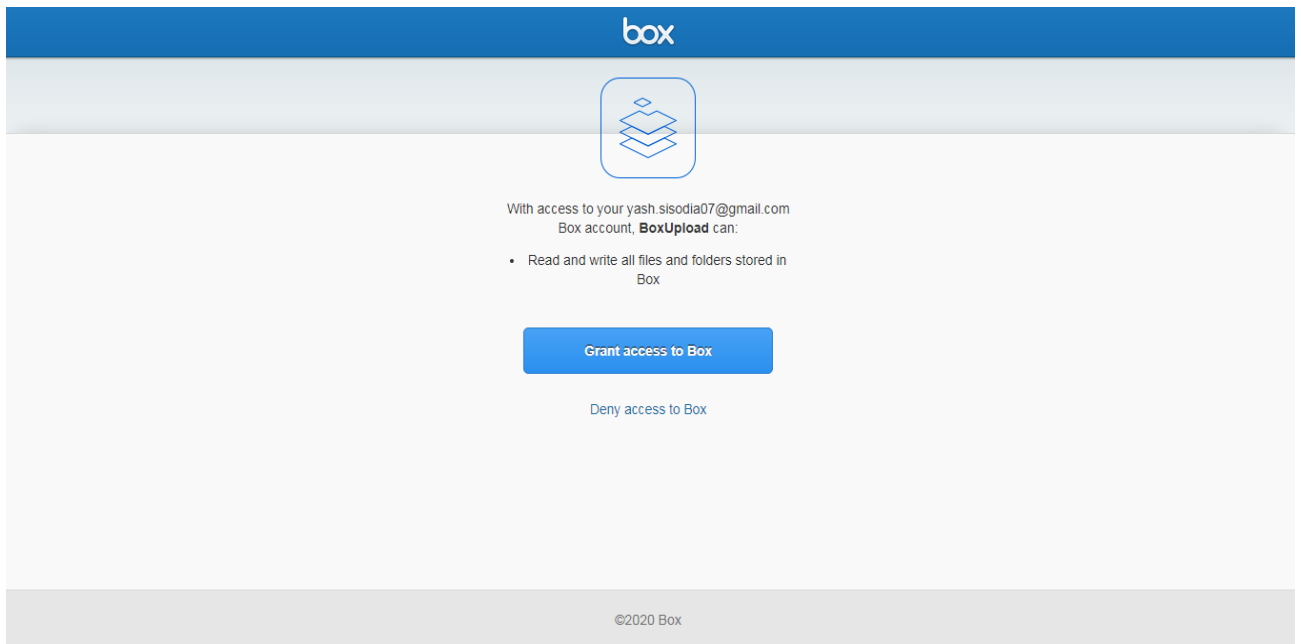 box
With access to your yash.sisodia07@gmail.com
Box account, BoxUpload can:
• Read and write all files and folders stored in
Box
Grant access to Box
Deny access to Box
©2020 Box